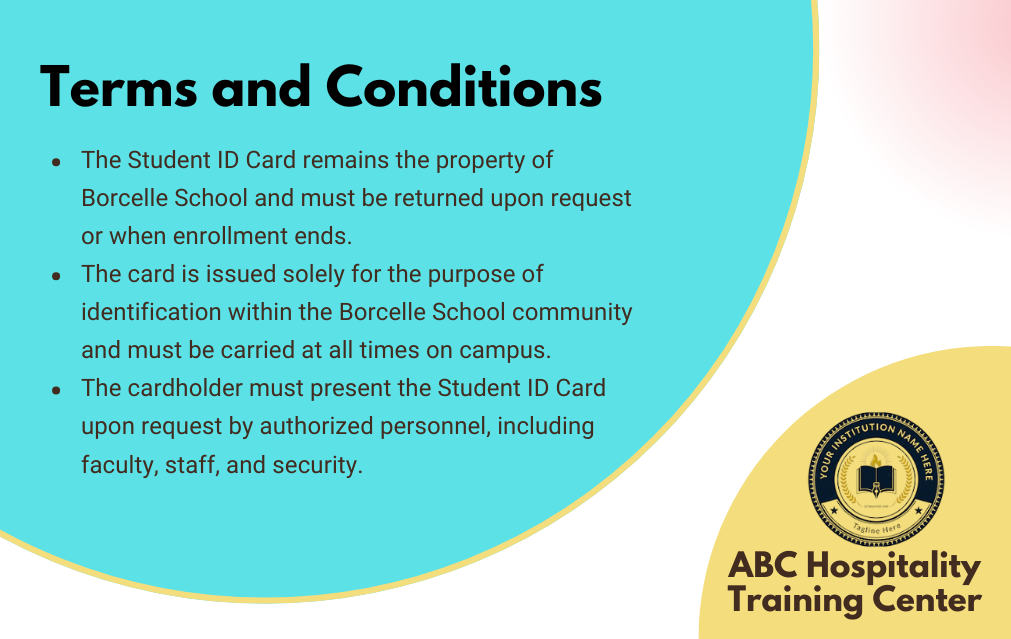 Terms and Conditions
• The Student ID Card remains the property of
Borcelle School and must be returned upon request
or when enrollment ends.
• The card is issued solely for the purpose of
identification within the Borcelle School community
and must be carried at all times on campus.
• The cardholder must present the Student ID Card
upon request by authorized personnel, including
faculty, staff, and security.
YOUR INSTITUTION NAME HERE
Tagline Here
ABC Hospitality
Training Center